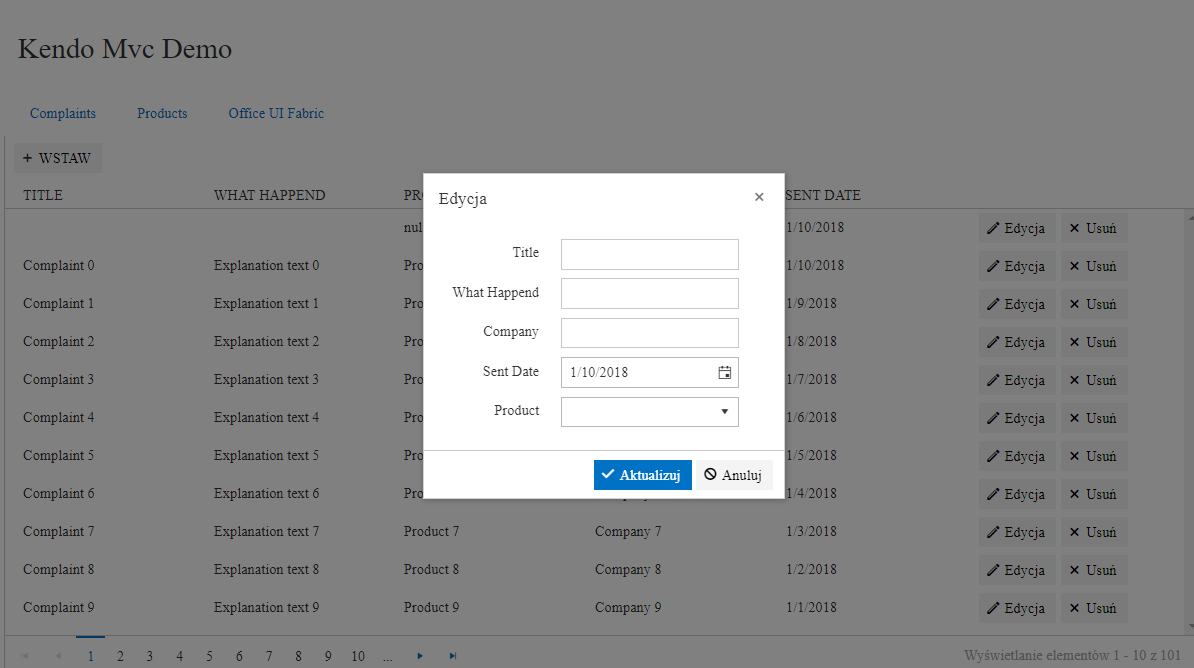 Kendo Mvc Demo
Complaints Products Office UI Fabric
+ WSTAW
TITLE WHAT HAPPEND PR SENT DATE
nul 1/10/2018 Edycja Usuń
Complaint 0 Explanation text 0 Pro 1/10/2018 Edycja Usuń
Complaint 1 Explanation text 1 Pro 1/9/2018 Edycja Usuń
Complaint 2 Explanation text 2 Pro 1/8/2018 Edycja Usuń
Complaint 3 Explanation text 3 Pro 1/7/2018 Edycja Usuń
Complaint 4 Explanation text 4 Pro 1/6/2018 Edycja Usuń
Complaint 5 Explanation text 5 Pro 1/5/2018 Edycja Usuń
Complaint 6 Explanation text 6 Pro 1/4/2018 Edycja Usuń
Complaint 7 Explanation text 7 Product 7 Company 7 1/3/2018 Edycja Usuń
Complaint 8 Explanation text 8 Product 8 Company 8 1/2/2018 Edycja Usuń
Complaint 9 Explanation text 9 Product 9 Company 9 1/1/2018 Edycja Usuń
1 2 3 4 5 6 7 8 9 10 ... Wyświetlanie elementów 1 - 10 z 101
Edycja
Title
What Happend
Company
Sent Date 1/10/2018
Product
Aktualizuj Anuluj